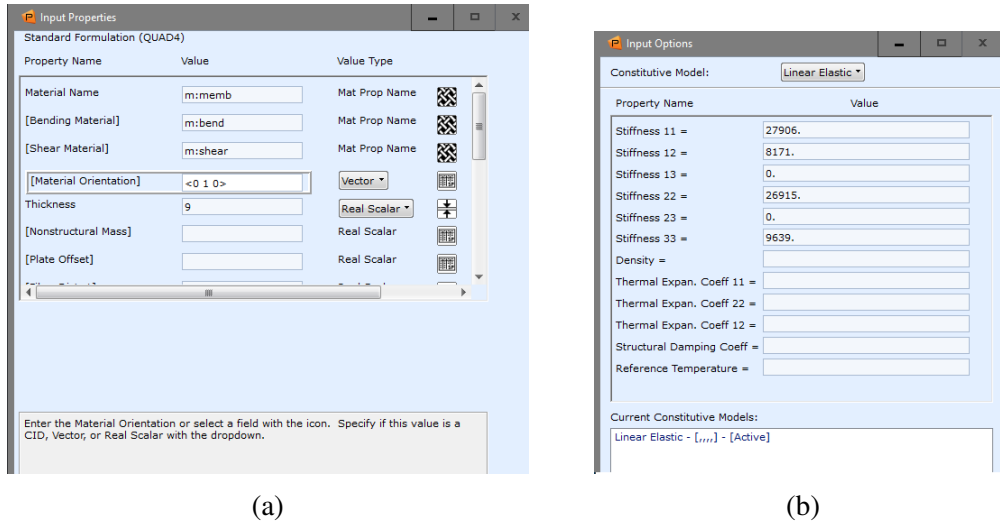 Input Properties
Standard Formulation (QUAD4)
Property Name Value Value Type
Material Name m:memb Mat Prop Name
[Bending Material] m:bend Mat Prop Name
[Shear Material] m:shear Mat Prop Name
[Material Orientation] <0 1 0> Vector
Thickness 9 Real Scalar
[Nonstructural Mass] Real Scalar
[Plate Offset] Real Scalar
Enter the Material Orientation or select a field with the icon. Specify if this value is a
CID, Vector, or Real Scalar with the dropdown.
(a)
Input Options
Constitutive Model: Linear Elastic
Property Name Value
Stiffness 11 = 27906.
Stiffness 12 = 8171.
Stiffness 13 = 0.
Stiffness 22 = 26915.
Stiffness 23 = 0.
Stiffness 33 = 9639.
Density =
Thermal Expan. Coeff 11 =
Thermal Expan. Coeff 22 =
Thermal Expan. Coeff 12 =
Structural Damping Coeff =
Reference Temperature =
Current Constitutive Models:
Linear Elastic - [,,,,] - [Active]
(b)